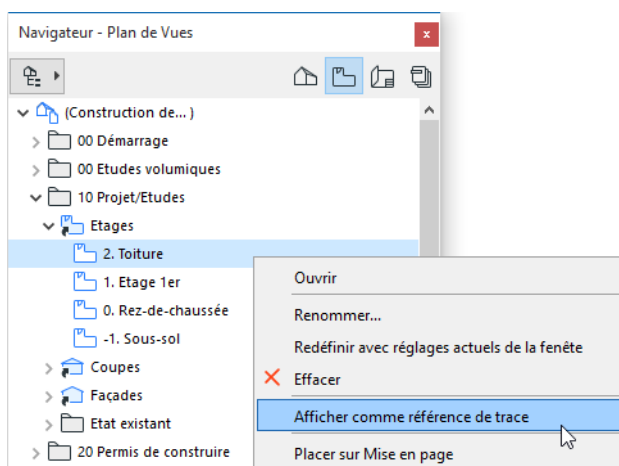 Navigateur - Plan de Vues
x
(Construction de... )
00 Démarrage
00 Etudes volumiques
10 Projet/Etudes
Etages
2. Toiture
1. Etage 1er
0. Rez-de-chaussée
-1. Sous-sol
Coupes
Façades
Etat existant
20 Permis de construire
Ouvrir
Renommer...
Redéfinir avec réglages actuels de la fenête
Effacer
Afficher comme référence de trace
Placer sur Mise en page